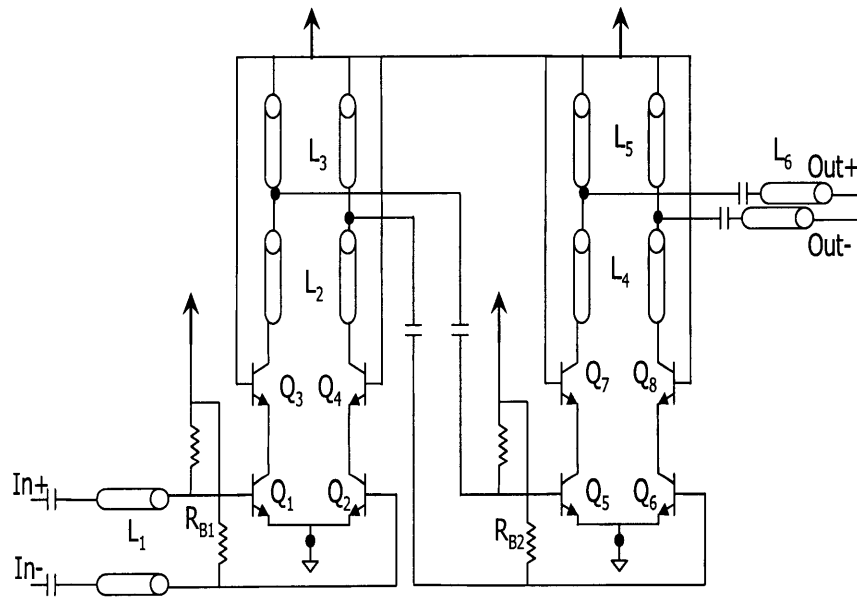 L3
L5
L6
Out+
Out-
L2
L4
Q3
Q4
Q7
Q8
In+
Q1
Q2
Q5
Q6
L1
RB1
RB2
In-